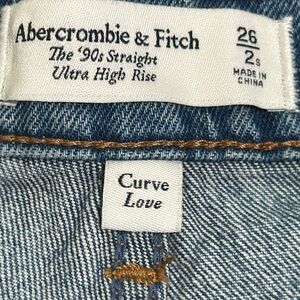 Abercrombie & Fitch
The '90s Straight
Ultra High Rise
26
2s
MADE IN
CHINA
Curve
Love